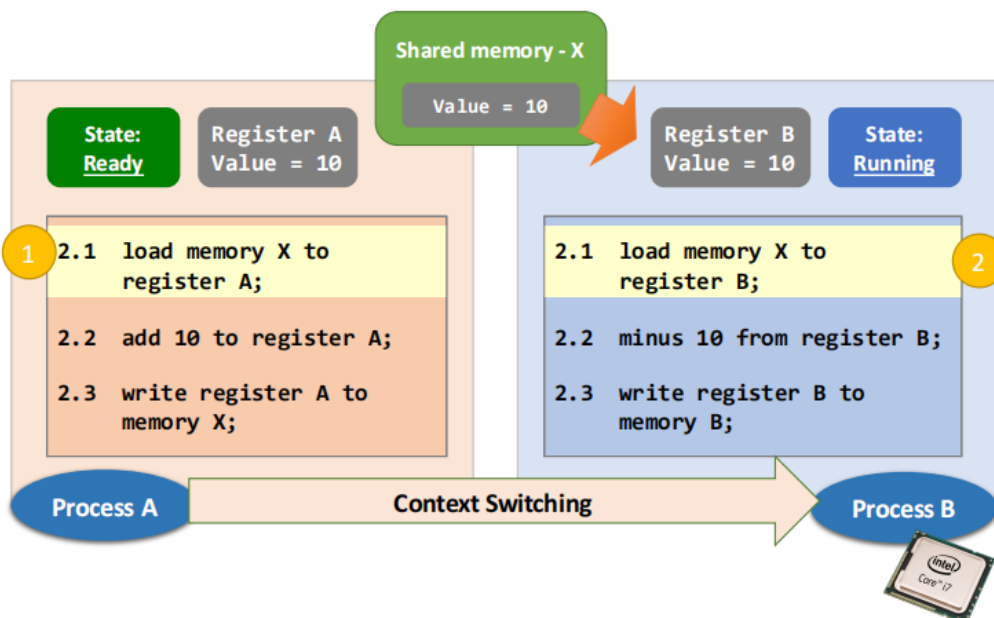 Shared memory - X
Value = 10
State:
Ready
Register A
Value = 10
Register B
Value = 10
State:
Running
1
2.1 load memory X to
register A;
2.2 add 10 to register A;
2.3 write register A to
memory X;
2.1 load memory X to
register B;
2
2.2 minus 10 from register B;
2.3 write register B to
memory B;
Process A
Context Switching
Process B
intel
Core™ i7